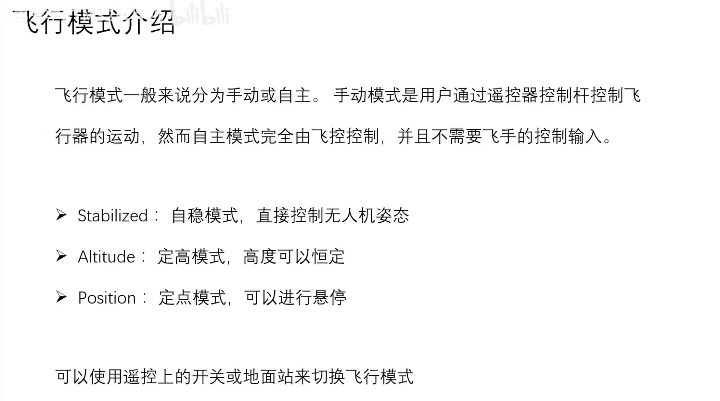 飞行模式介绍
bilibili
飞行模式一般来说分为手动或自主。 手动模式是用户通过遥控器控制杆控制飞
行器的运动，然而自主模式完全由飞控控制，并且不需要飞手的控制输入。
➢ Stabilized ：自稳模式，直接控制无人机姿态
➢ Altitude ：定高模式，高度可以恒定
➢ Position ：定点模式，可以进行悬停
可以使用遥控上的开关或地面站来切换飞行模式